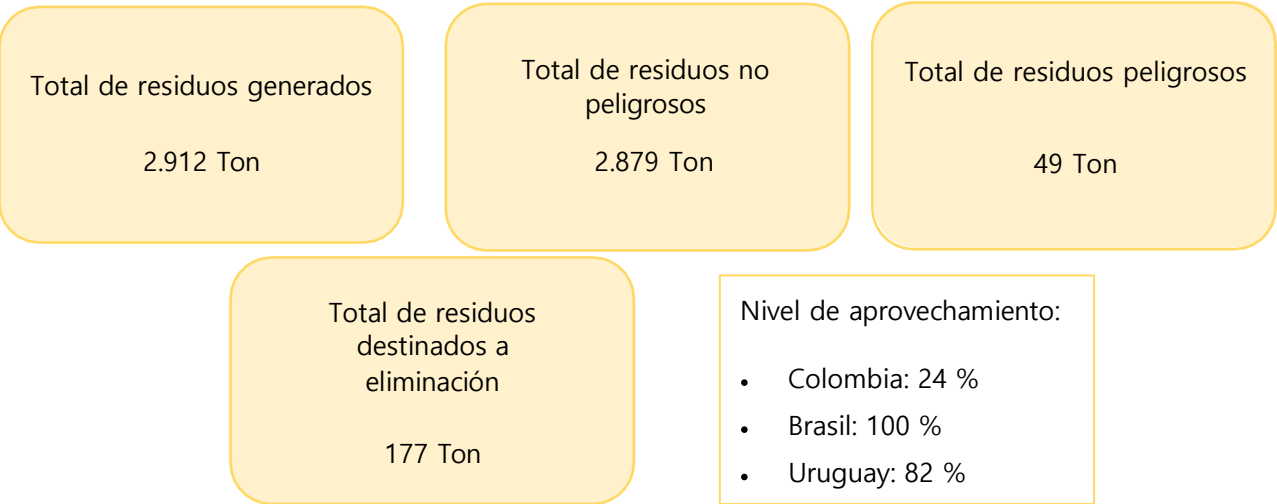 Total de residuos generados
2.912 Ton
Total de residuos no
peligrosos
2.879 Ton
Total de residuos peligrosos
49 Ton
Total de residuos
destinados a
eliminación
177 Ton
Nivel de aprovechamiento:
• Colombia: 24 %
• Brasil: 100 %
• Uruguay: 82 %